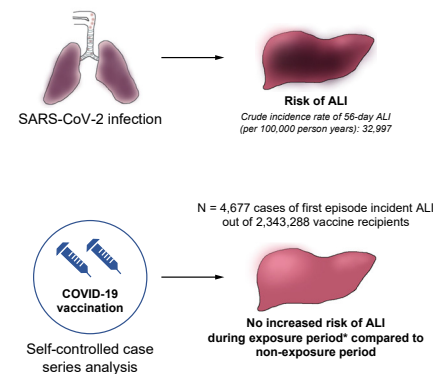 SARS-CoV-2 infection
Risk of ALI
Crude incidence rate of 56-day ALI
(per 100,000 person years): 32,997
N = 4,677 cases of first episode incident ALI
out of 2,343,288 vaccine recipients
COVID-19
vaccination
No increased risk of ALI
during exposure period* compared to
non-exposure period
Self-controlled case
series analysis